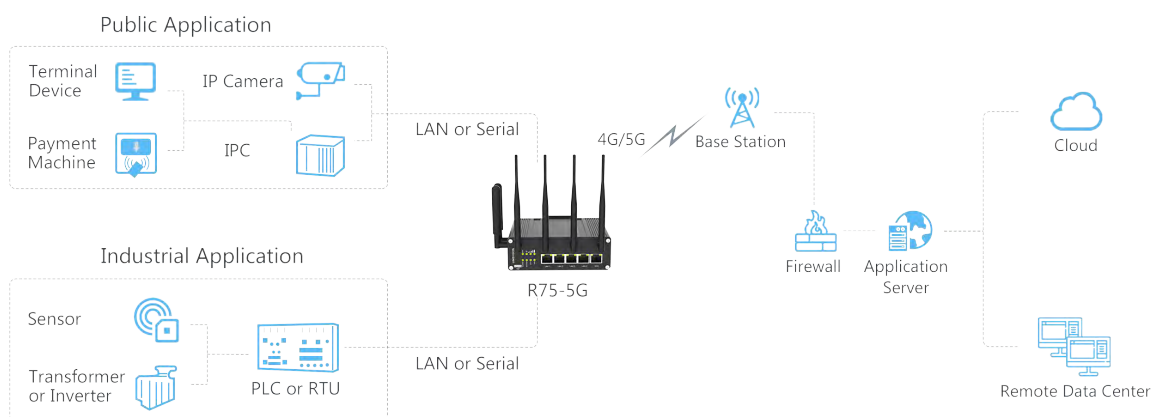 Public Application
Terminal
Device
IP Camera
Payment
Machine
IPC
LAN or Serial
4G/5G
Base Station
Cloud
Firewall
Application
Server
R75-5G
Industrial Application
Sensor
Transformer
or Inverter
PLC or RTU
LAN or Serial
Remote Data Center